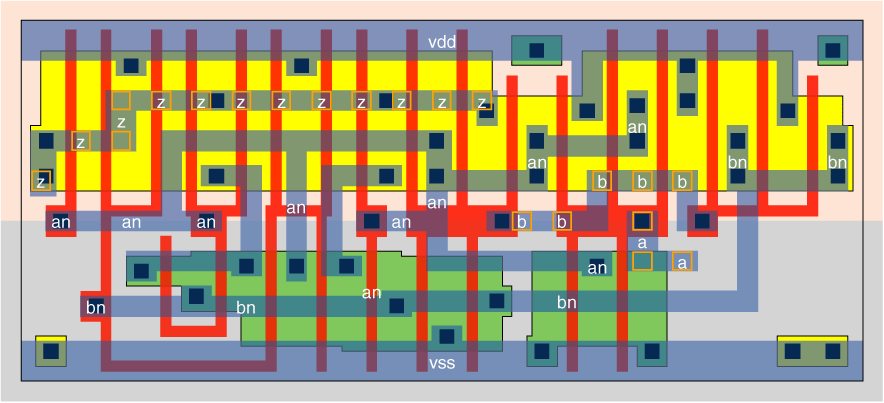 vdd
z z z z z z z z z
z
z an
an bn bn
z b b b
an
an
an an an an b b
a
an a
an
bn bn bn
vss